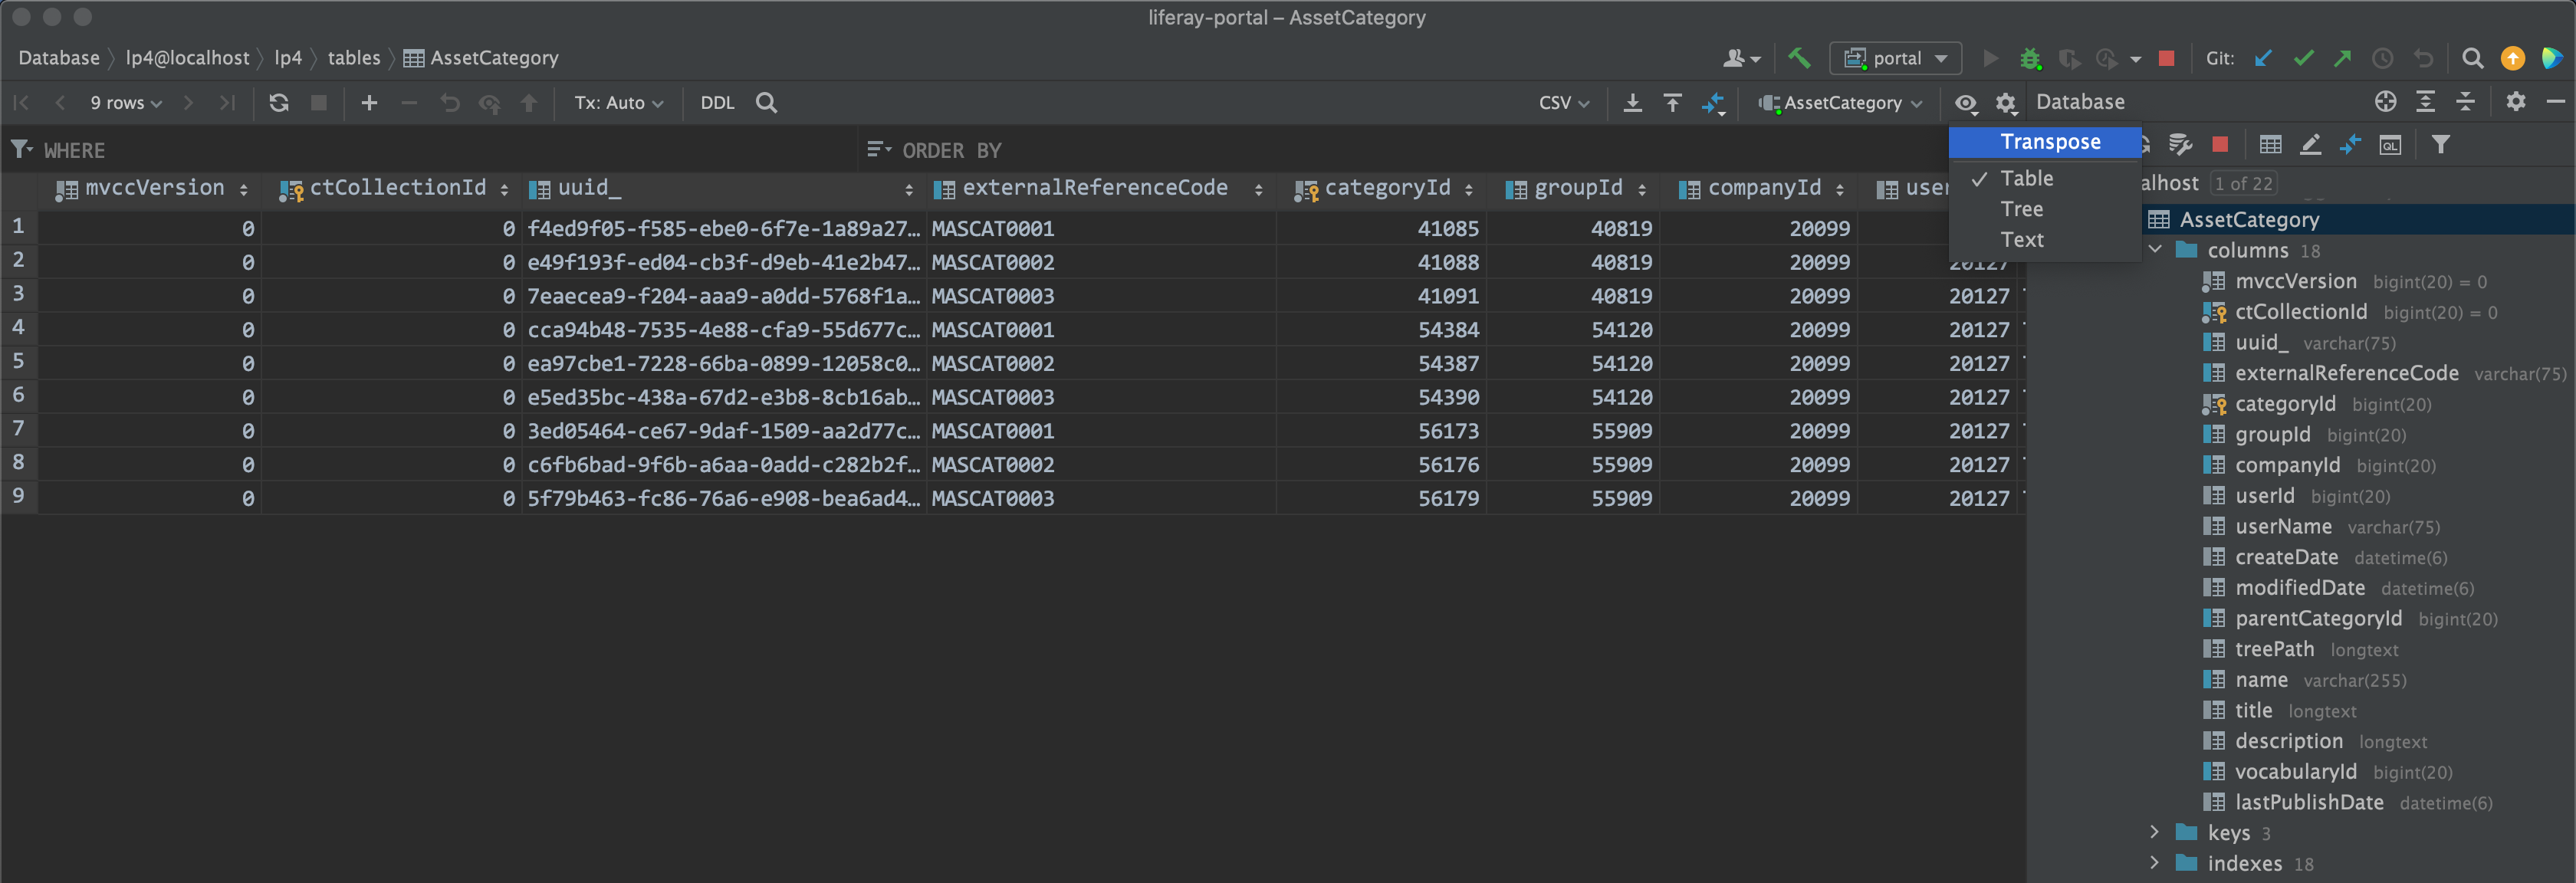 liferay-portal – AssetCategory
Database lp4@localhost lp4 tables AssetCategory portal Git:
9 rows Tx: Auto DDL CSV AssetCategory Database
WHERE ORDER BY
Transpose
Table
Tree
Text
mvccVersion ctCollectionId uuid_ externalReferenceCode categoryId groupId companyId user
1 0 0 f4ed9f05-f585-ebe0-6f7e-1a89a27… MASCAT0001 41085 40819 20099
2 0 0 e49f193f-ed04-cb3f-d9eb-41e2b47… MASCAT0002 41088 40819 20099 20127
3 0 0 7eaecea9-f204-aaa9-a0dd-5768f1a… MASCAT0003 41091 40819 20099 20127
4 0 0 cca94b48-7535-4e88-cfa9-55d677c… MASCAT0001 54384 54120 20099 20127
5 0 0 ea97cbe1-7228-66ba-0899-12058c0… MASCAT0002 54387 54120 20099 20127
6 0 0 e5ed35bc-438a-67d2-e3b8-8cb16ab… MASCAT0003 54390 54120 20099 20127
7 0 0 3ed05464-ce67-9daf-1509-aa2d77c… MASCAT0001 56173 55909 20099 20127
8 0 0 c6fb6bad-9f6b-a6aa-0add-c282b2f… MASCAT0002 56176 55909 20099 20127
9 0 0 5f79b463-fc86-76a6-e908-bea6ad4… MASCAT0003 56179 55909 20099 20127
QL
alhost 1 of 22
AssetCategory
columns 18
mvccVersion bigint(20) = 0
ctCollectionId bigint(20) = 0
uuid_ varchar(75)
externalReferenceCode varchar(75)
categoryId bigint(20)
groupId bigint(20)
companyId bigint(20)
userId bigint(20)
userName varchar(75)
createDate datetime(6)
modifiedDate datetime(6)
parentCategoryId bigint(20)
treePath longtext
name varchar(255)
title longtext
description longtext
vocabularyId bigint(20)
lastPublishDate datetime(6)
keys 3
indexes 18